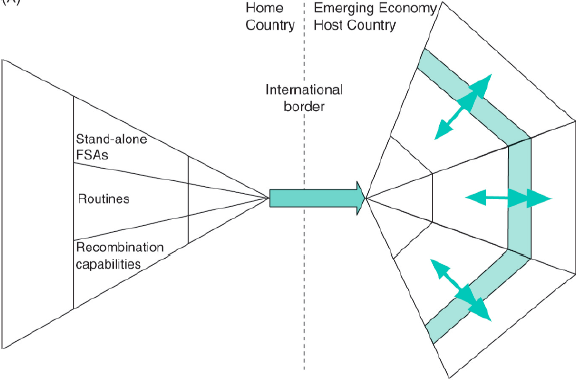 (A)
Home
Country
Emerging Economy
Host Country
International
border
Stand-alone
FSAs
Routines
Recombination
capabilities